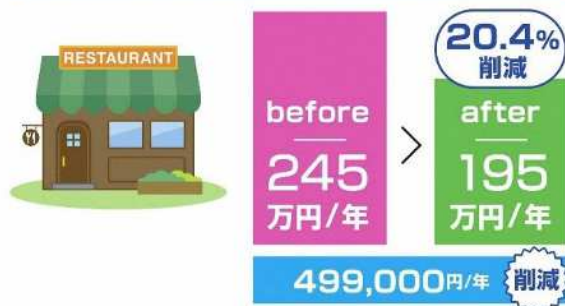 RESTAURANT
before
245
万円/年
>
20.4%
削減
after
195
万円/年
499,000円/年
削減